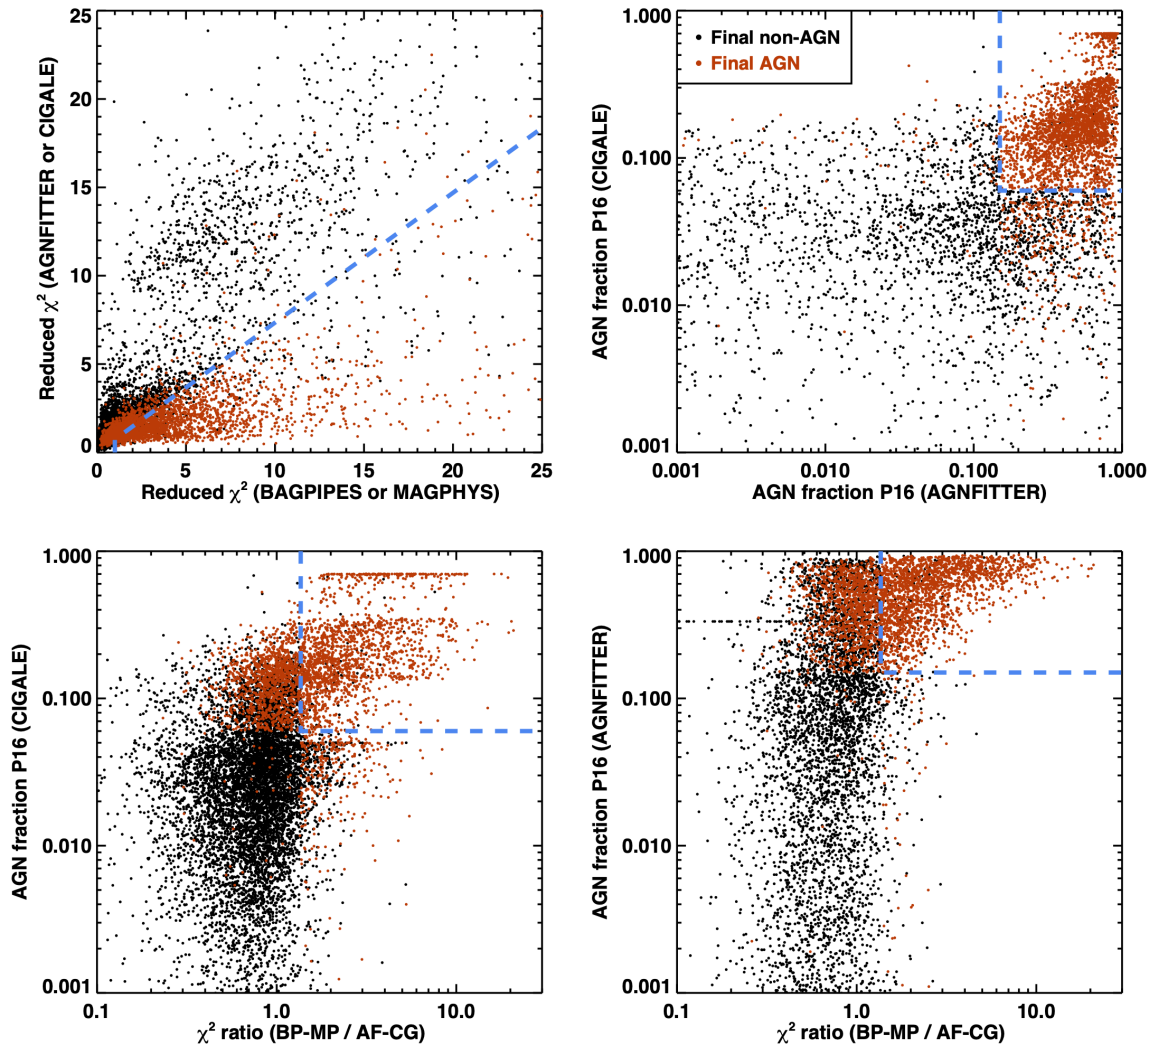 25
20
15
10
5
0
Reduced χ² (AGNFITTER or CIGALE)
0 5 10 15 20 25
Reduced χ² (BAGPIPES or MAGPHYS)
1.000
0.100
0.010
0.001
AGN fraction P16 (CIGALE)
Final non-AGN
Final AGN
0.001 0.010 0.100 1.000
AGN fraction P16 (AGNFITTER)
1.000
0.100
0.010
0.001
AGN fraction P16 (CIGALE)
0.1 1.0 10.0
χ² ratio (BP-MP / AF-CG)
1.000
0.100
0.010
0.001
AGN fraction P16 (AGNFITTER)
0.1 1.0 10.0
χ² ratio (BP-MP / AF-CG)